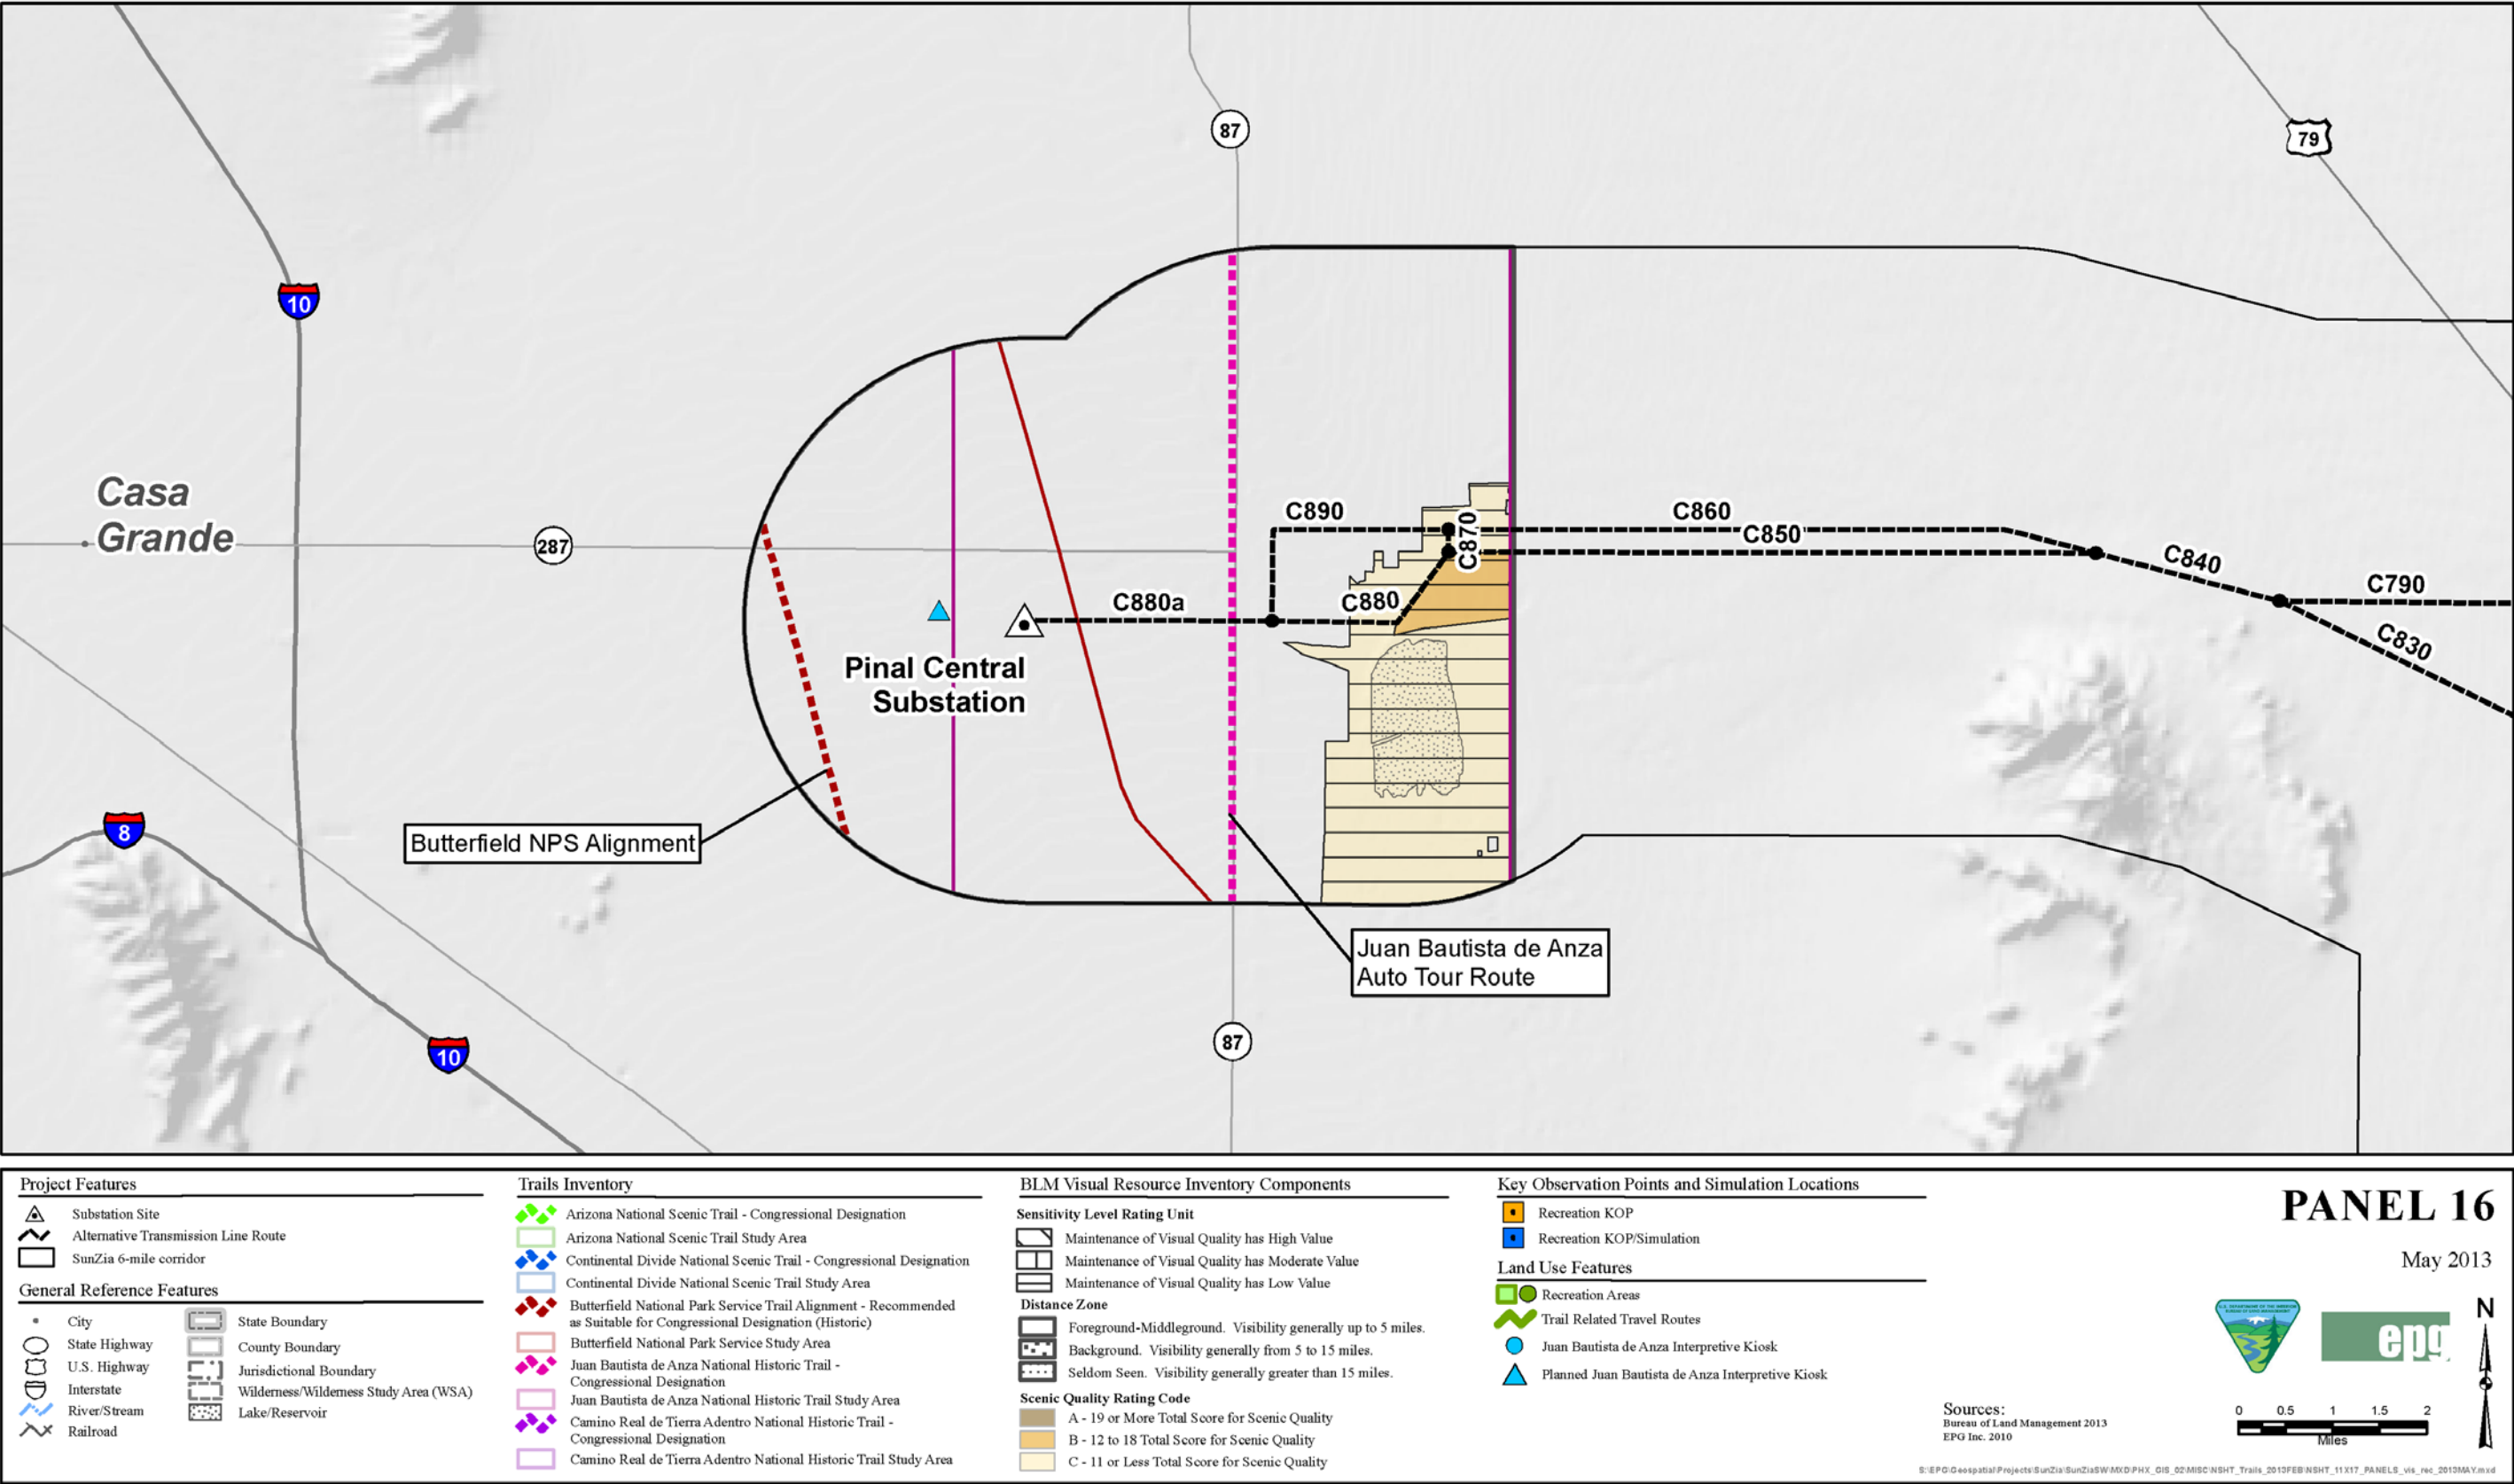 87
79
10
Casa
Grande
287
C890
C870
C860
C850
C840
C790
C830
C880a
C880
Pinal Central
Substation
Butterfield NPS Alignment
8
Juan Bautista de Anza
Auto Tour Route
87
10
Project Features
Substation Site
Alternative Transmission Line Route
SunZia 6-mile corridor
General Reference Features
City
State Highway
U.S. Highway
Interstate
River/Stream
Railroad
State Boundary
County Boundary
Jurisdictional Boundary
Wilderness/Wilderness Study Area (WSA)
Lake/Reservoir
Trails Inventory
Arizona National Scenic Trail - Congressional Designation
Arizona National Scenic Trail Study Area
Continental Divide National Scenic Trail - Congressional Designation
Continental Divide National Scenic Trail Study Area
Butterfield National Park Service Trail Alignment - Recommended
as Suitable for Congressional Designation (Historic)
Butterfield National Park Service Study Area
Juan Bautista de Anza National Historic Trail -
Congressional Designation
Juan Bautista de Anza National Historic Trail Study Area
Camino Real de Tierra Adentro National Historic Trail -
Congressional Designation
Camino Real de Tierra Adentro National Historic Trail Study Area
BLM Visual Resource Inventory Components
Sensitivity Level Rating Unit
Maintenance of Visual Quality has High Value
Maintenance of Visual Quality has Moderate Value
Maintenance of Visual Quality has Low Value
Distance Zone
Foreground-Middleground. Visibility generally up to 5 miles.
Background. Visibility generally from 5 to 15 miles.
Seldom Seen. Visibility generally greater than 15 miles.
Scenic Quality Rating Code
A - 19 or More Total Score for Scenic Quality
B - 12 to 18 Total Score for Scenic Quality
C - 11 or Less Total Score for Scenic Quality
Key Observation Points and Simulation Locations
Recreation KOP
Recreation KOP/Simulation
Land Use Features
Recreation Areas
Trail Related Travel Routes
Juan Bautista de Anza Interpretive Kiosk
Planned Juan Bautista de Anza Interpretive Kiosk
PANEL 16
May 2013
epg
N
Sources:
Bureau of Land Management 2013
EPG Inc. 2010
0 0.5 1 1.5 2
Miles
S:\EPG\Geospatial\Projects\SunZia\SunZiaSW\MXD\PHX_GIS_02\MISC\NSHT_Trails_2013FEB\NSHT_11X17_PANELS_vis_rec_2013MAY.mxd